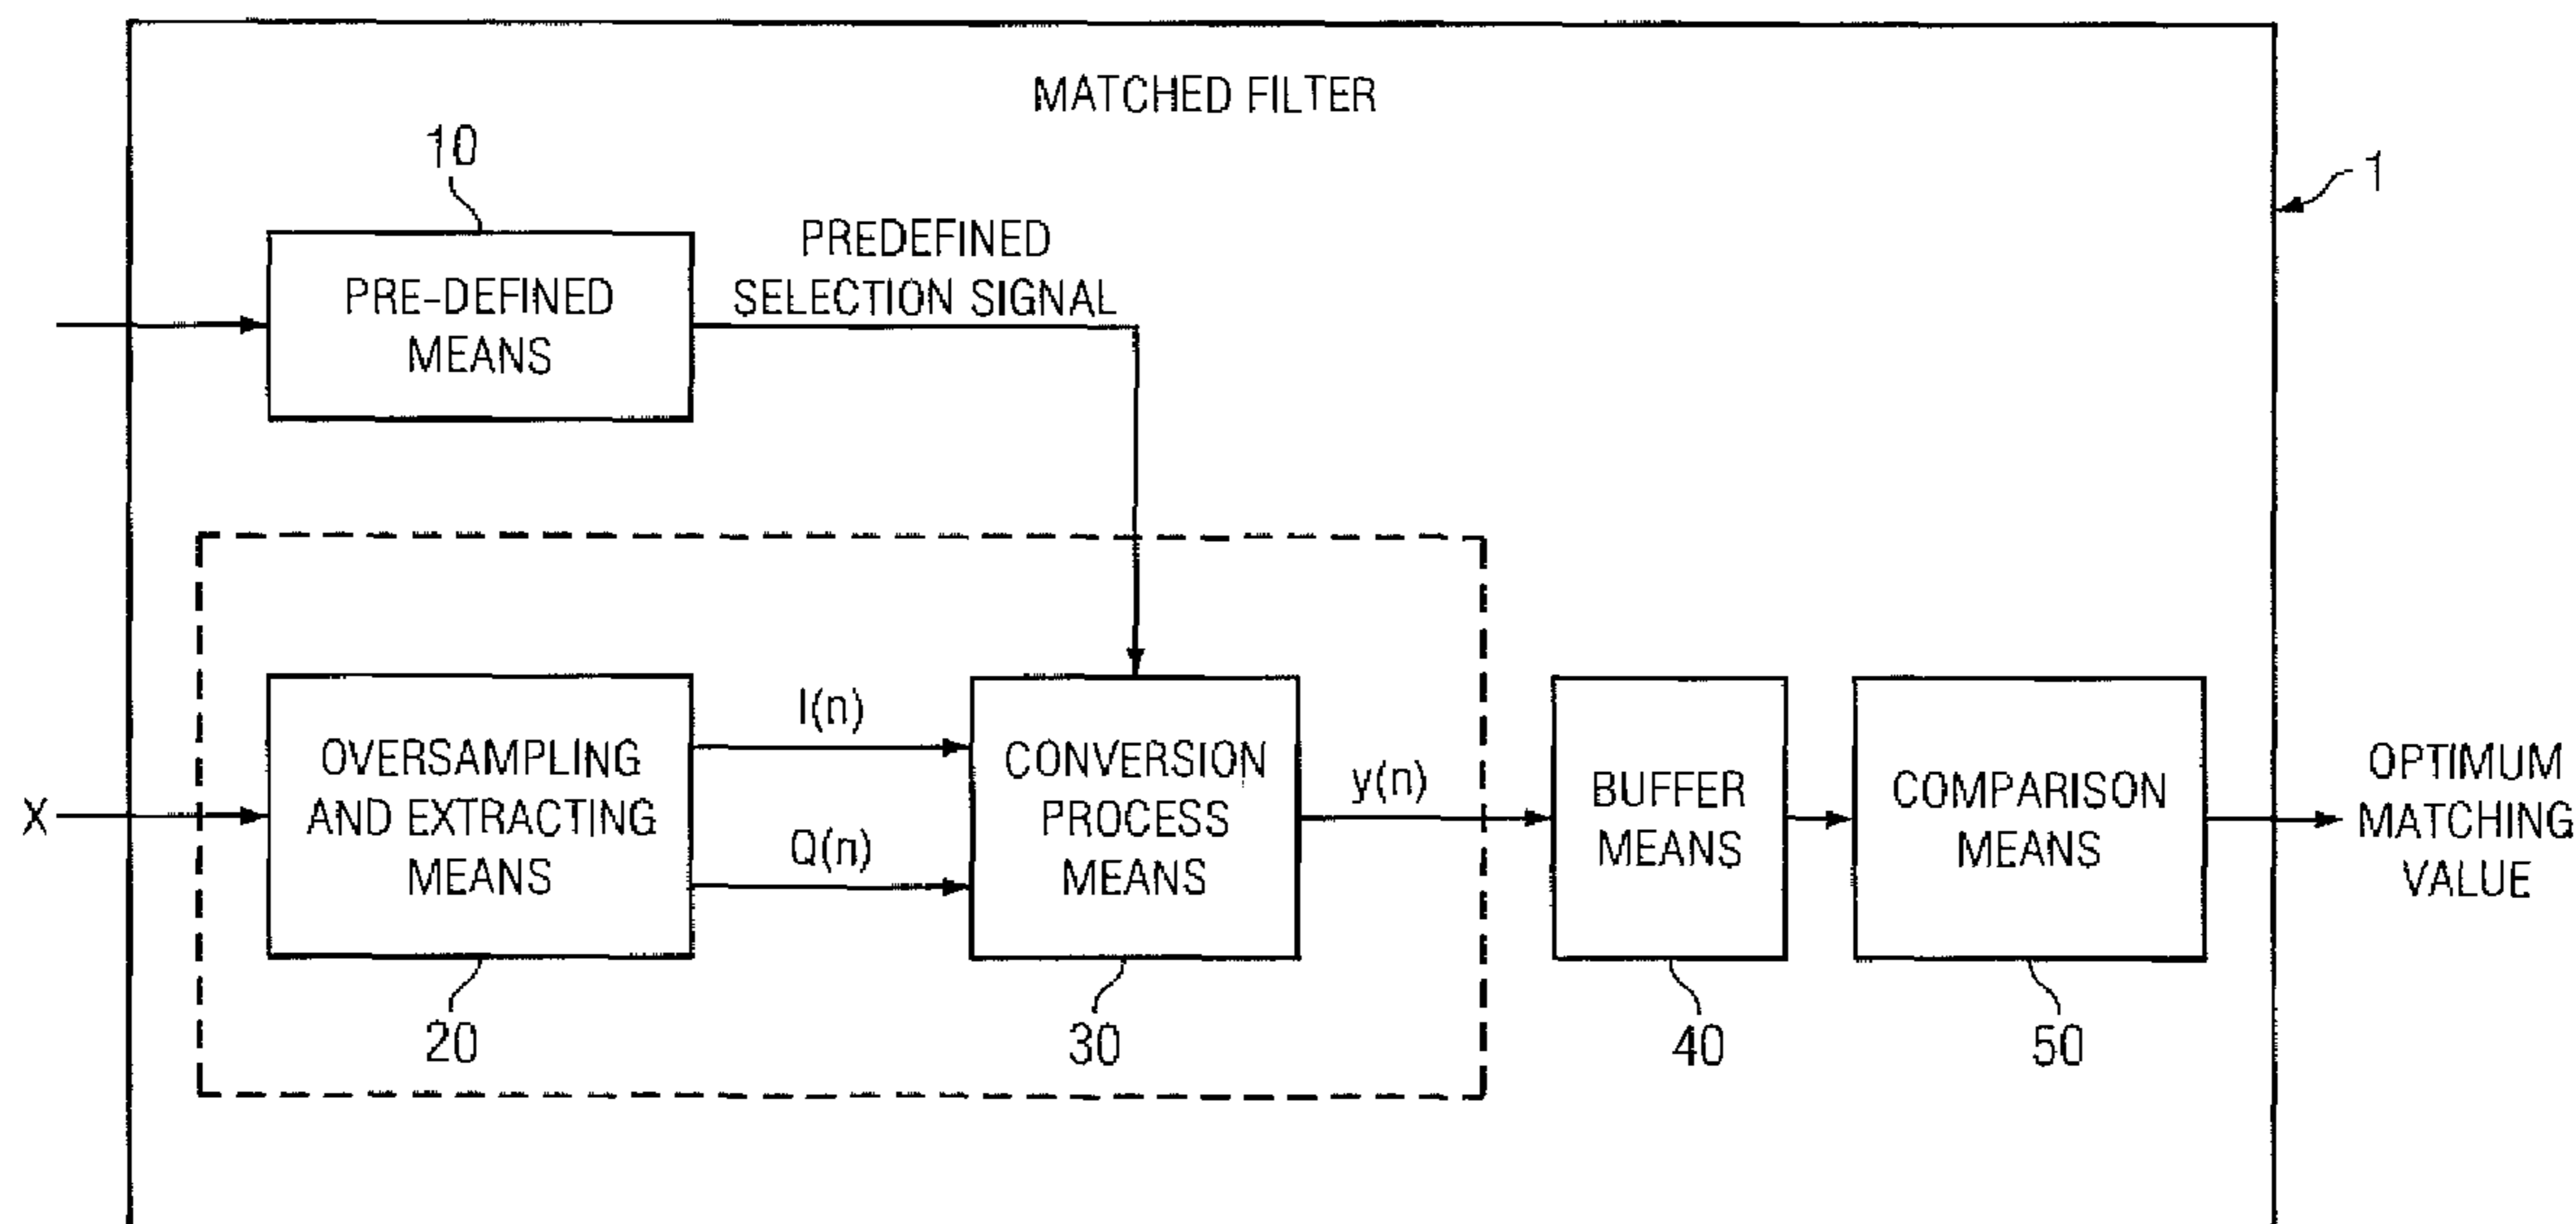 MATCHED FILTER
10
1
PREDEFINED
SELECTION SIGNAL
PRE-DEFINED
MEANS
X
OVERSAMPLING
AND EXTRACTING
MEANS
20
I(n)
Q(n)
CONVERSION
PROCESS
MEANS
30
y(n)
BUFFER
MEANS
40
COMPARISON
MEANS
50
OPTIMUM
MATCHING
VALUE